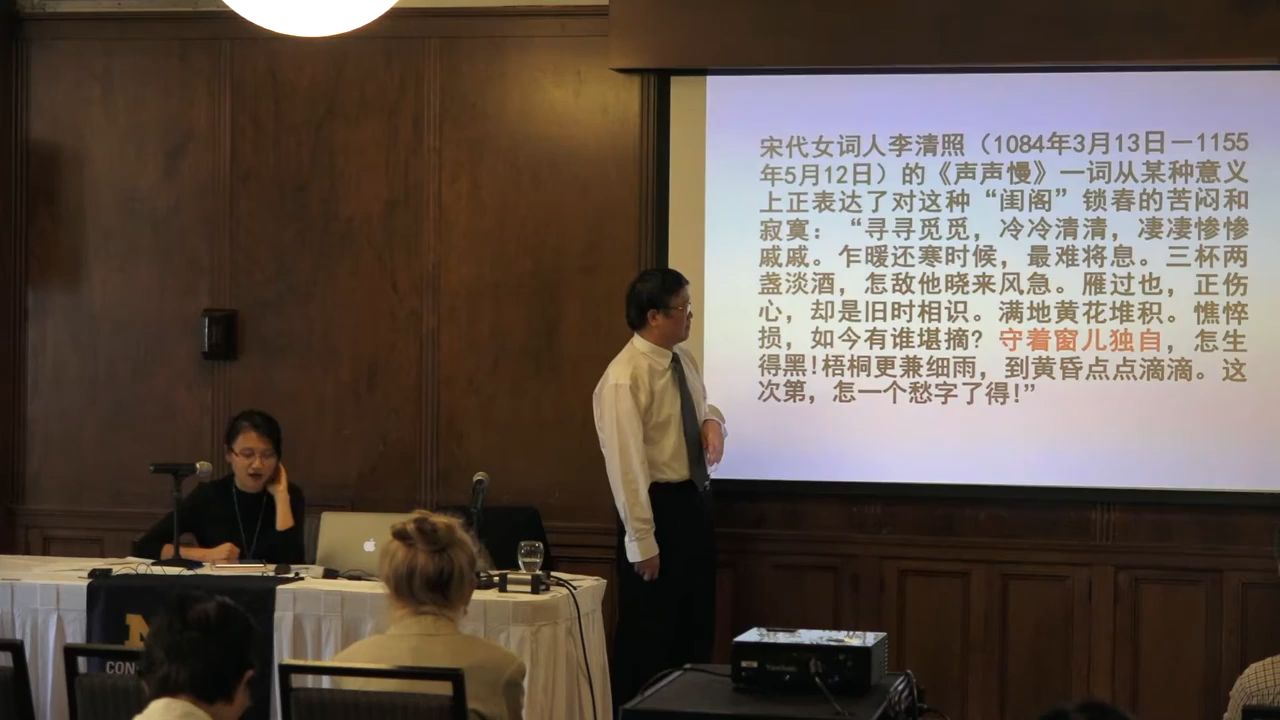 宋代女词人李清照（1084年3月13日－1155
年5月12日）的《声声慢》一词从某种意义
上正表达了对这种“闺阁”锁春的苦闷和
寂寞：“寻寻觅觅，冷冷清清，凄凄惨惨
戚戚。乍暖还寒时候，最难将息。三杯两
盏淡酒，怎敌他晓来风急。雁过也，正伤
心，却是旧时相识。满地黄花堆积。憔悴
损，如今有谁堪摘？守着窗儿独自，怎生
得黑！梧桐更兼细雨，到黄昏点点滴滴。这
次第，怎一个愁字了得！”
M
CON